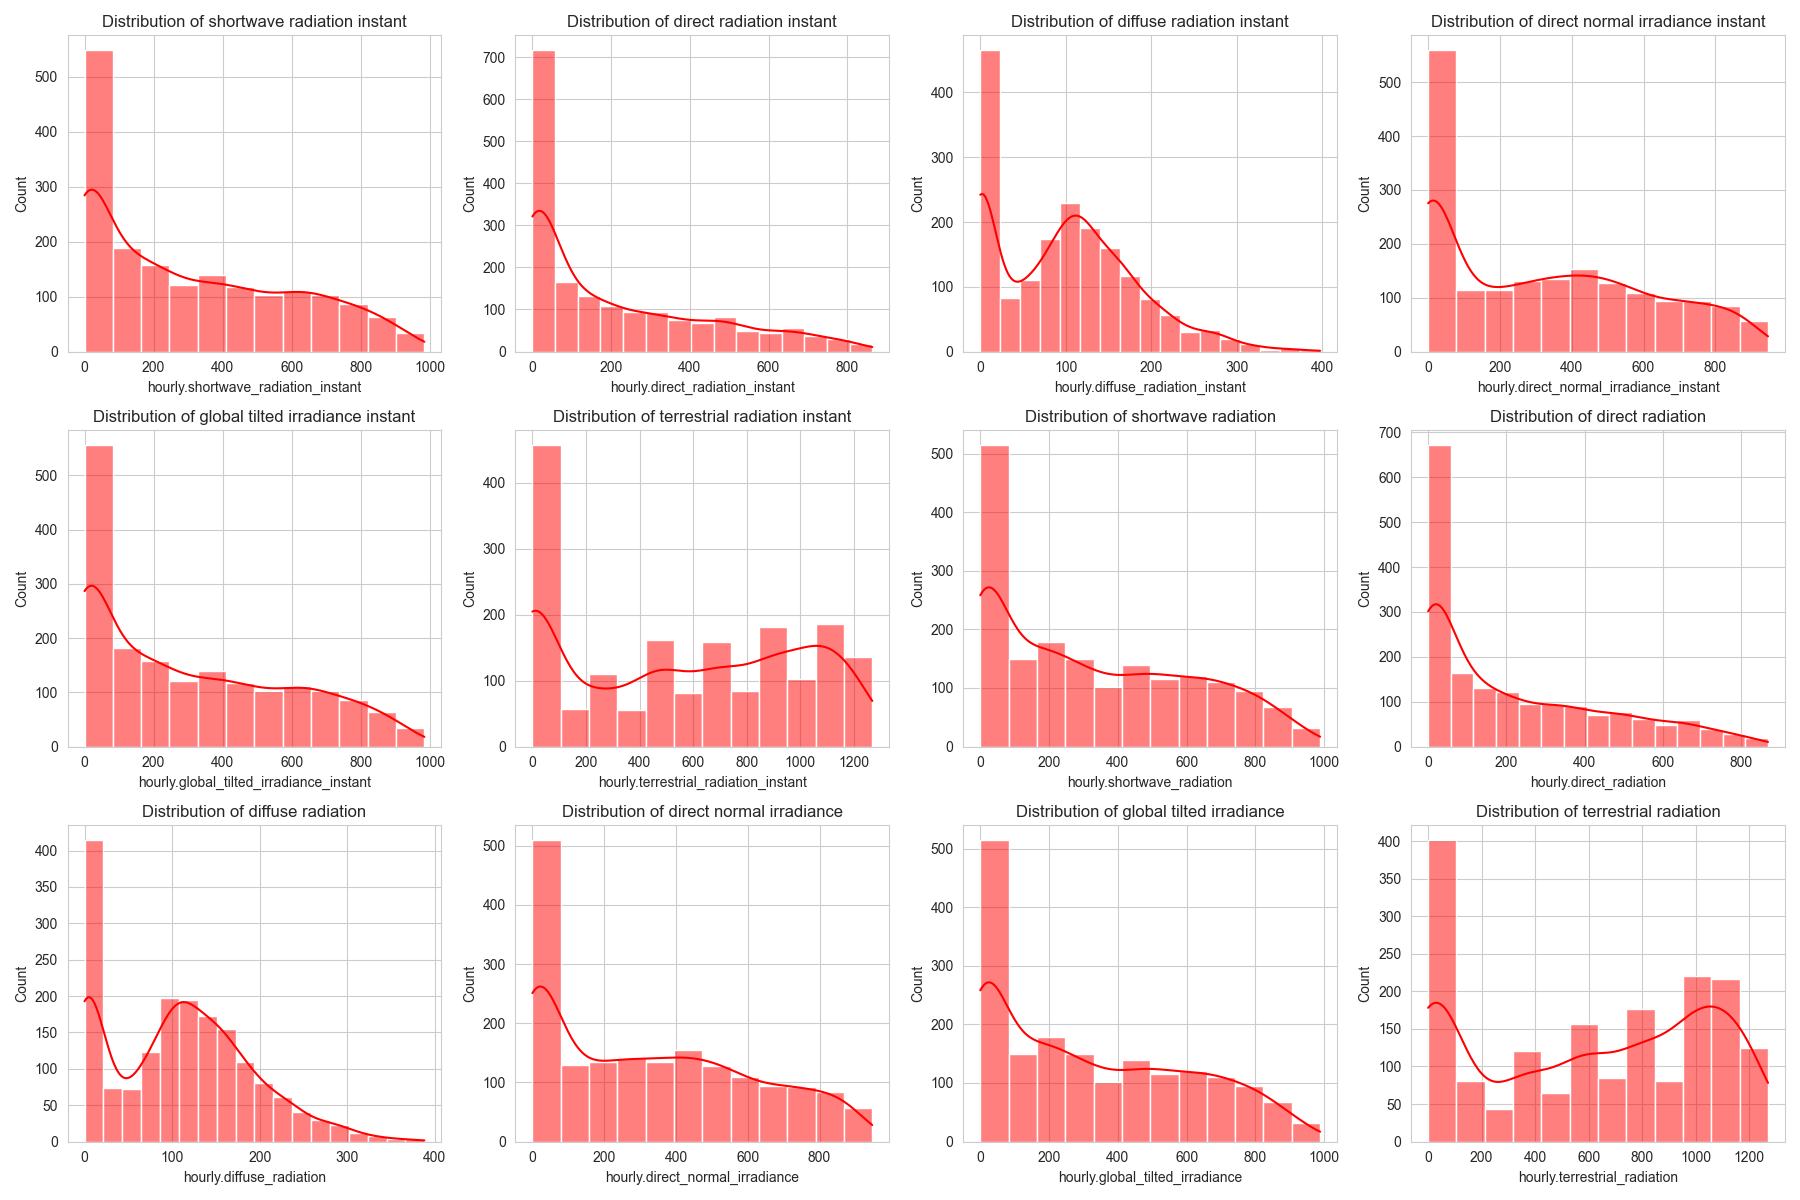 Distribution of shortwave radiation instant
Count
500
400
300
200
100
0
0 200 400 600 800 1000
hourly.shortwave_radiation_instant
Distribution of direct radiation instant
Count
700
600
500
400
300
200
100
0
0 200 400 600 800
hourly.direct_radiation_instant
Distribution of diffuse radiation instant
Count
400
300
200
100
0
0 100 200 300 400
hourly.diffuse_radiation_instant
Distribution of direct normal irradiance instant
Count
500
400
300
200
100
0
0 200 400 600 800
hourly.direct_normal_irradiance_instant
Distribution of global tilted irradiance instant
Count
500
400
300
200
100
0
0 200 400 600 800 1000
hourly.global_tilted_irradiance_instant
Distribution of terrestrial radiation instant
Count
400
300
200
100
0
0 200 400 600 800 1000 1200
hourly.terrestrial_radiation_instant
Distribution of shortwave radiation
Count
500
400
300
200
100
0
0 200 400 600 800 1000
hourly.shortwave_radiation
Distribution of direct radiation
Count
700
600
500
400
300
200
100
0
0 200 400 600 800
hourly.direct_radiation
Distribution of diffuse radiation
Count
400
350
300
250
200
150
100
50
0
0 100 200 300 400
hourly.diffuse_radiation
Distribution of direct normal irradiance
Count
500
400
300
200
100
0
0 200 400 600 800
hourly.direct_normal_irradiance
Distribution of global tilted irradiance
Count
500
400
300
200
100
0
0 200 400 600 800 1000
hourly.global_tilted_irradiance
Distribution of terrestrial radiation
Count
400
350
300
250
200
150
100
50
0
0 200 400 600 800 1000 1200
hourly.terrestrial_radiation